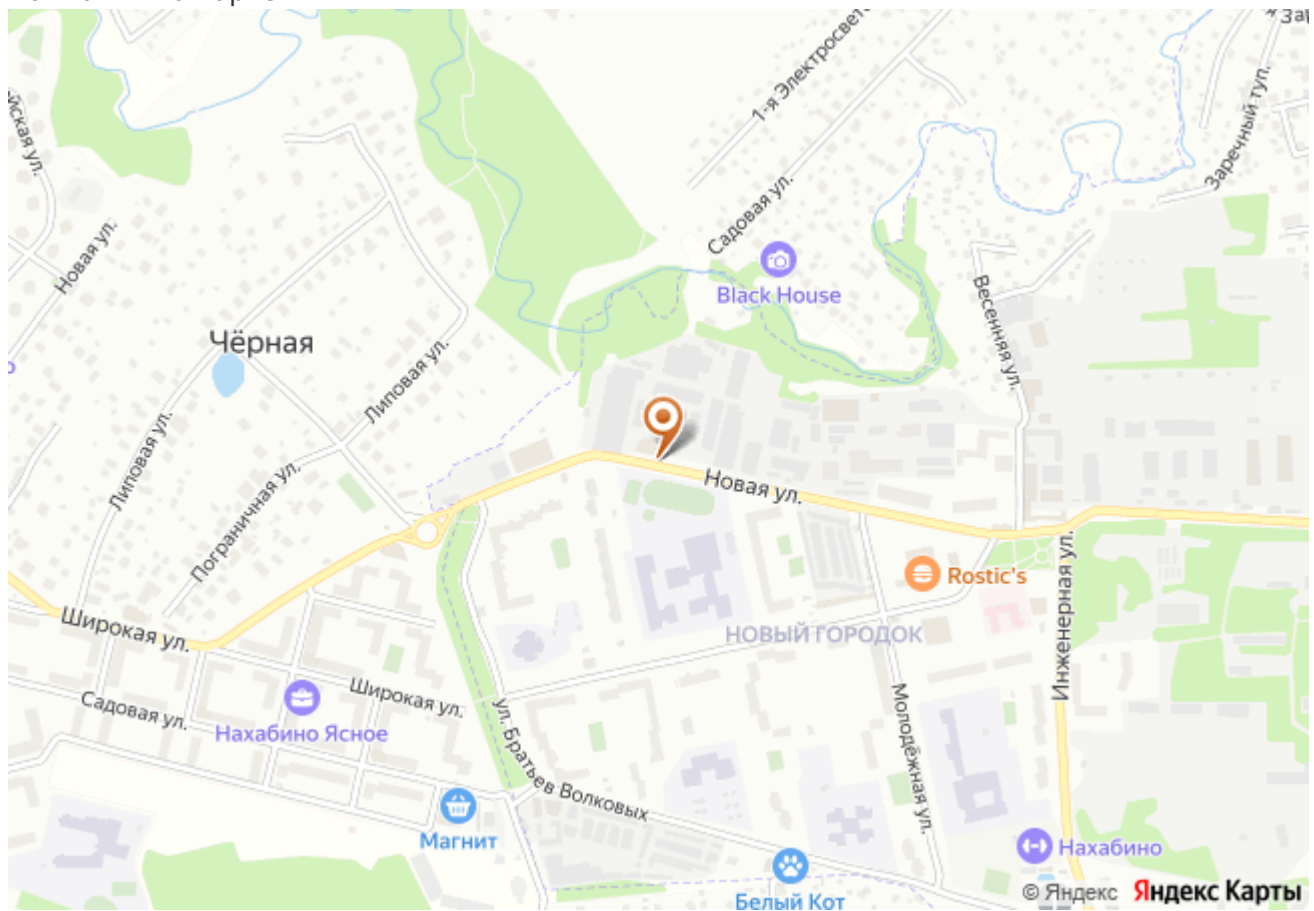 1-я Электросвет
Заречный туп.
йская ул.
Новая ул.
Садовая ул.
Black House
Весенняя ул.
Чёрная
Липовая ул.
Липовая ул.
Пограничная ул.
Новая ул.
Rostic's
Инженерная ул.
Широкая ул.
НОВЫЙ ГОРОДОК
Широкая ул.
Садовая ул.
Нахабино Ясное
Молодёжная ул.
ул. Братьев Волковых
Магнит
Нахабино
Белый Кот
© Яндекс Яндекс Карты